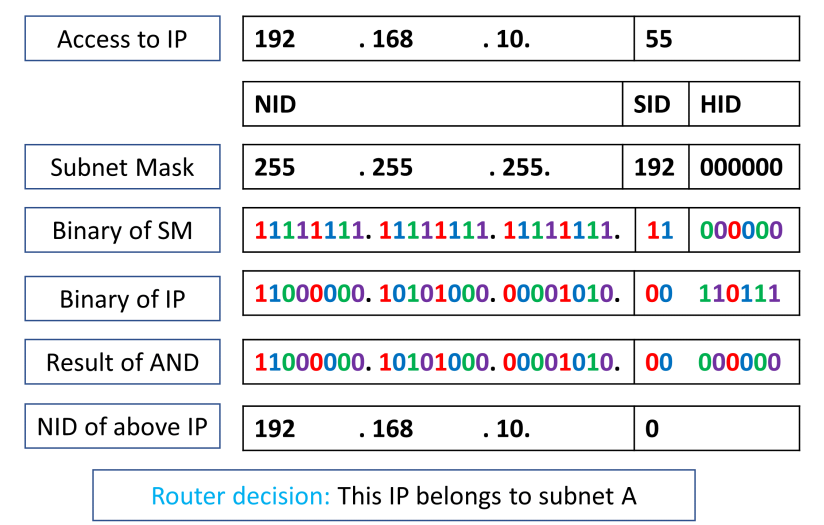 Access to IP 192 . 168 . 10. 55
NID SID HID
Subnet Mask 255 . 255 . 255. 192 000000
Binary of SM 11111111. 11111111. 11111111. 11 000000
Binary of IP 11000000. 10101000. 00001010. 00 110111
Result of AND 11000000. 10101000. 00001010. 00 000000
NID of above IP 192 . 168 . 10. 0
Router decision: This IP belongs to subnet A